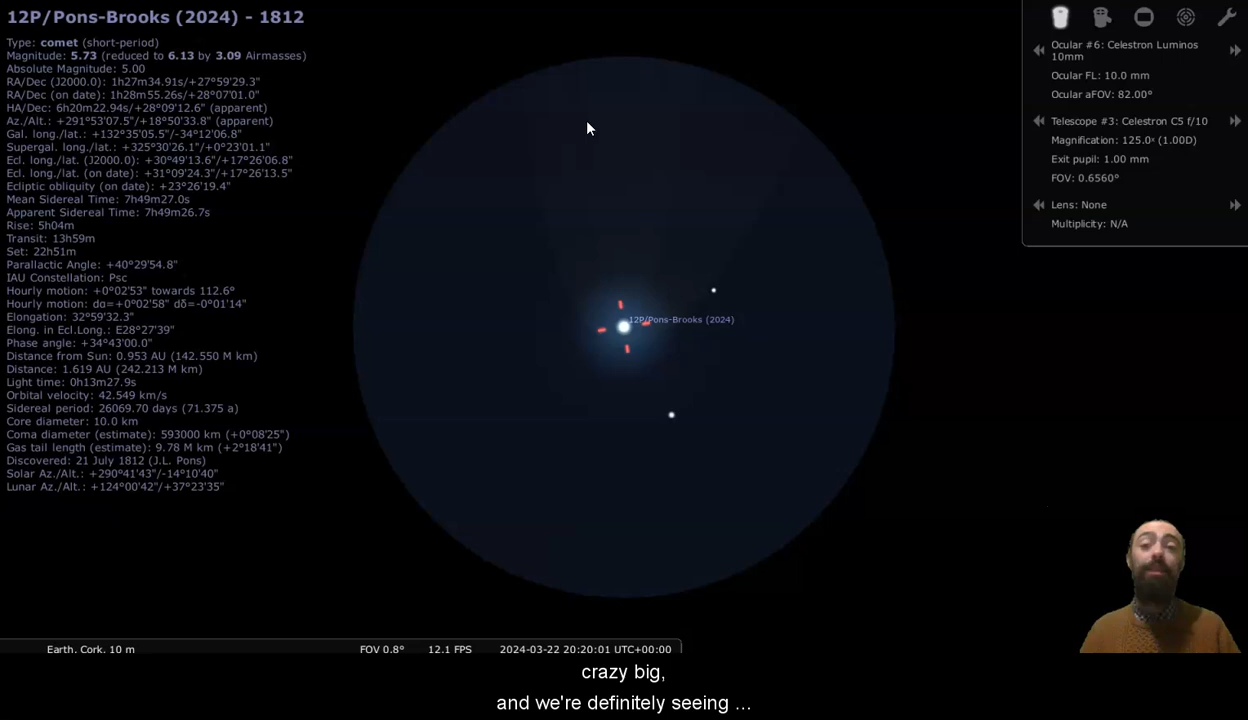 12P/Pons-Brooks (2024) - 1812
Type: comet (short-period)
Magnitude: 5.73 (reduced to 6.13 by 3.09 Airmasses)
Absolute Magnitude: 5.00
RA/Dec (J2000.0): 1h27m34.91s/+27°59'29.3"
RA/Dec (on date): 1h28m55.26s/+28°07'01.0"
HA/Dec: 6h20m22.94s/+28°09'12.6" (apparent)
Az./Alt.: +291°53'07.5"/+18°50'33.8" (apparent)
Gal. long./lat.: +132°35'05.5"/-34°12'06.8"
Supergal. long./lat.: +325°30'26.1"/+0°23'01.1"
Ecl. long./lat. (J2000.0): +30°49'13.6"/+17°26'06.8"
Ecl. long./lat. (on date): +31°09'24.3"/+17°26'13.5"
Ecliptic obliquity (on date): +23°26'19.4"
Mean Sidereal Time: 7h49m27.0s
Apparent Sidereal Time: 7h49m26.7s
Rise: 5h04m
Transit: 13h59m
Set: 22h51m
Parallactic Angle: +40°29'54.8"
IAU Constellation: Psc
Hourly motion: +0°02'53" towards 112.6°
Hourly motion: dα=+0°02'58" dδ=-0°01'14"
Elongation: 32°59'32.3"
Elong. in Ecl.Long.: E28°27'39"
Phase angle: +34°43'00.0"
Distance from Sun: 0.953 AU (142.550 M km)
Distance: 1.619 AU (242.213 M km)
Light time: 0h13m27.9s
Orbital velocity: 42.549 km/s
Sidereal period: 26069.70 days (71.375 a)
Core diameter: 10.0 km
Coma diameter (estimate): 593000 km (+0°08'25")
Gas tail length (estimate): 9.78 M km (+2°18'41")
Discovered: 21 July 1812 (J.L. Pons)
Solar Az./Alt.: +290°41'43"/-14°10'40"
Lunar Az./Alt.: +124°00'42"/+37°23'35"
12P/Pons-Brooks (2024)
Ocular #6: Celestron Luminos
10mm
Ocular FL: 10.0 mm
Ocular aFOV: 82.00°
Telescope #3: Celestron C5 f/10
Magnification: 125.0× (1.00D)
Exit pupil: 1.00 mm
FOV: 0.6560°
Lens: None
Multiplicity: N/A
Earth, Cork, 10 m FOV 0.8° 12.1 FPS 2024-03-22 20:20:01 UTC+00:00
crazy big,
and we're definitely seeing ...